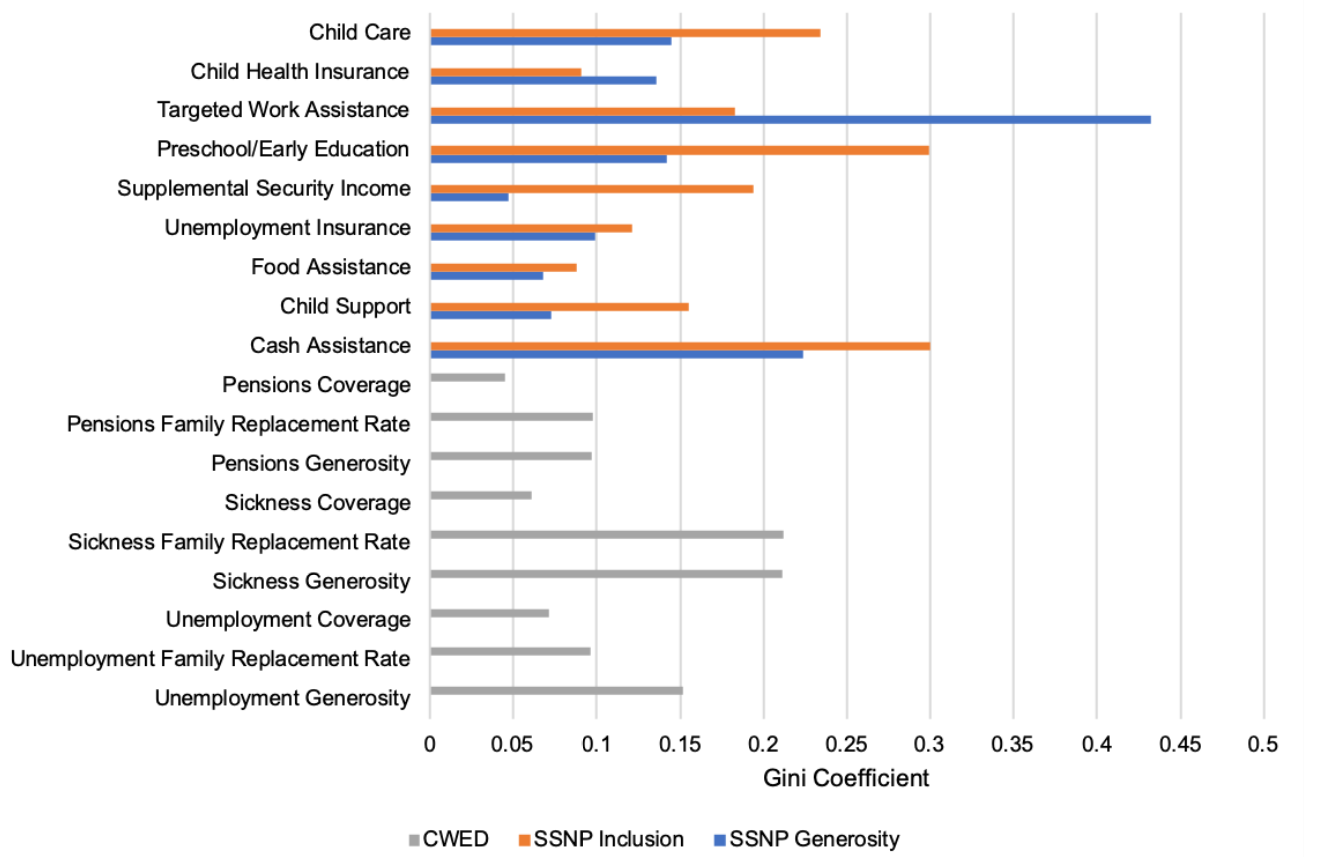 Child Care
Child Health Insurance
Targeted Work Assistance
Preschool/Early Education
Supplemental Security Income
Unemployment Insurance
Food Assistance
Child Support
Cash Assistance
Pensions Coverage
Pensions Family Replacement Rate
Pensions Generosity
Sickness Coverage
Sickness Family Replacement Rate
Sickness Generosity
Unemployment Coverage
Unemployment Family Replacement Rate
Unemployment Generosity
0 0.05 0.1 0.15 0.2 0.25 0.3 0.35 0.4 0.45 0.5
Gini Coefficient
CWED SSNP Inclusion SSNP Generosity